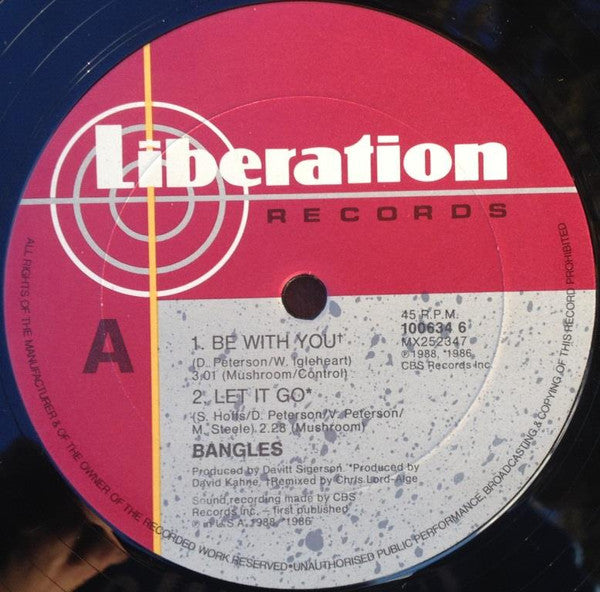 Liberation
RECORDS
A
45 R.P.M.
100634 6
MX252347
℗ 1988, *1986
CBS Records Inc
1. BE WITH YOU†
(D. Peterson/W. Igleheart)
3.01 (Mushroom/Control)
2. LET IT GO*
(S. Hoffs/D. Peterson/V. Peterson/
M. Steele) 2.28 (Mushroom)
BANGLES
Produced by Davitt Sigerson *Produced by
David Kahne, †Remixed by Chris Lord-Alge
Sound recording made by CBS
Records Inc. – first published
U.S.A. 1988, *1986
ALL RIGHTS OF THE MANUFACTURER & OF THE OWNER OF THE RECORDED WORK RESERVED • UNAUTHORISED PUBLIC PERFORMANCE, BROADCASTING & COPYING OF THIS RECORD PROHIBITED